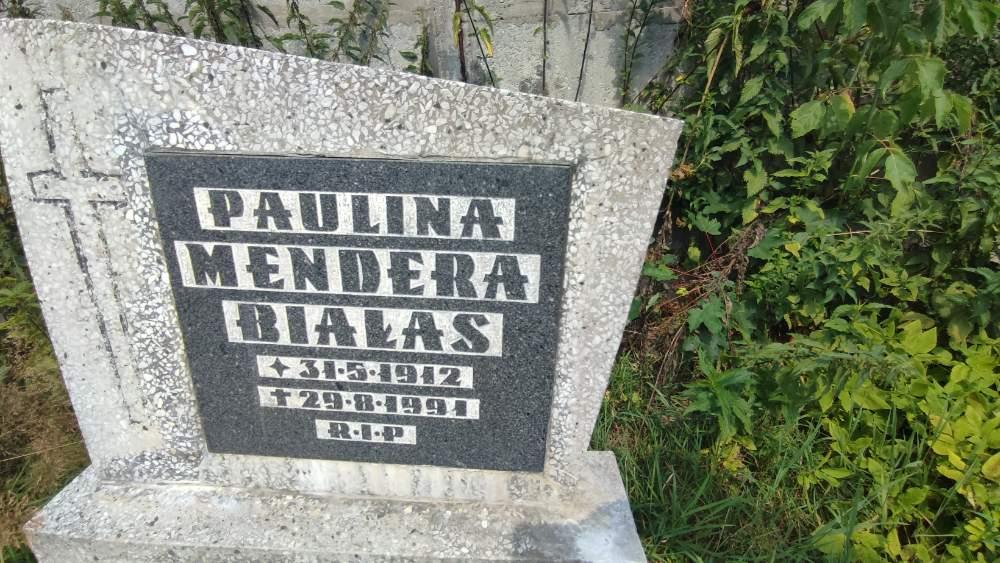 PAULINA
MENDERA
BIAŁAS
✦ 31·5·1912
✝ 29·8·1991
R·I·P